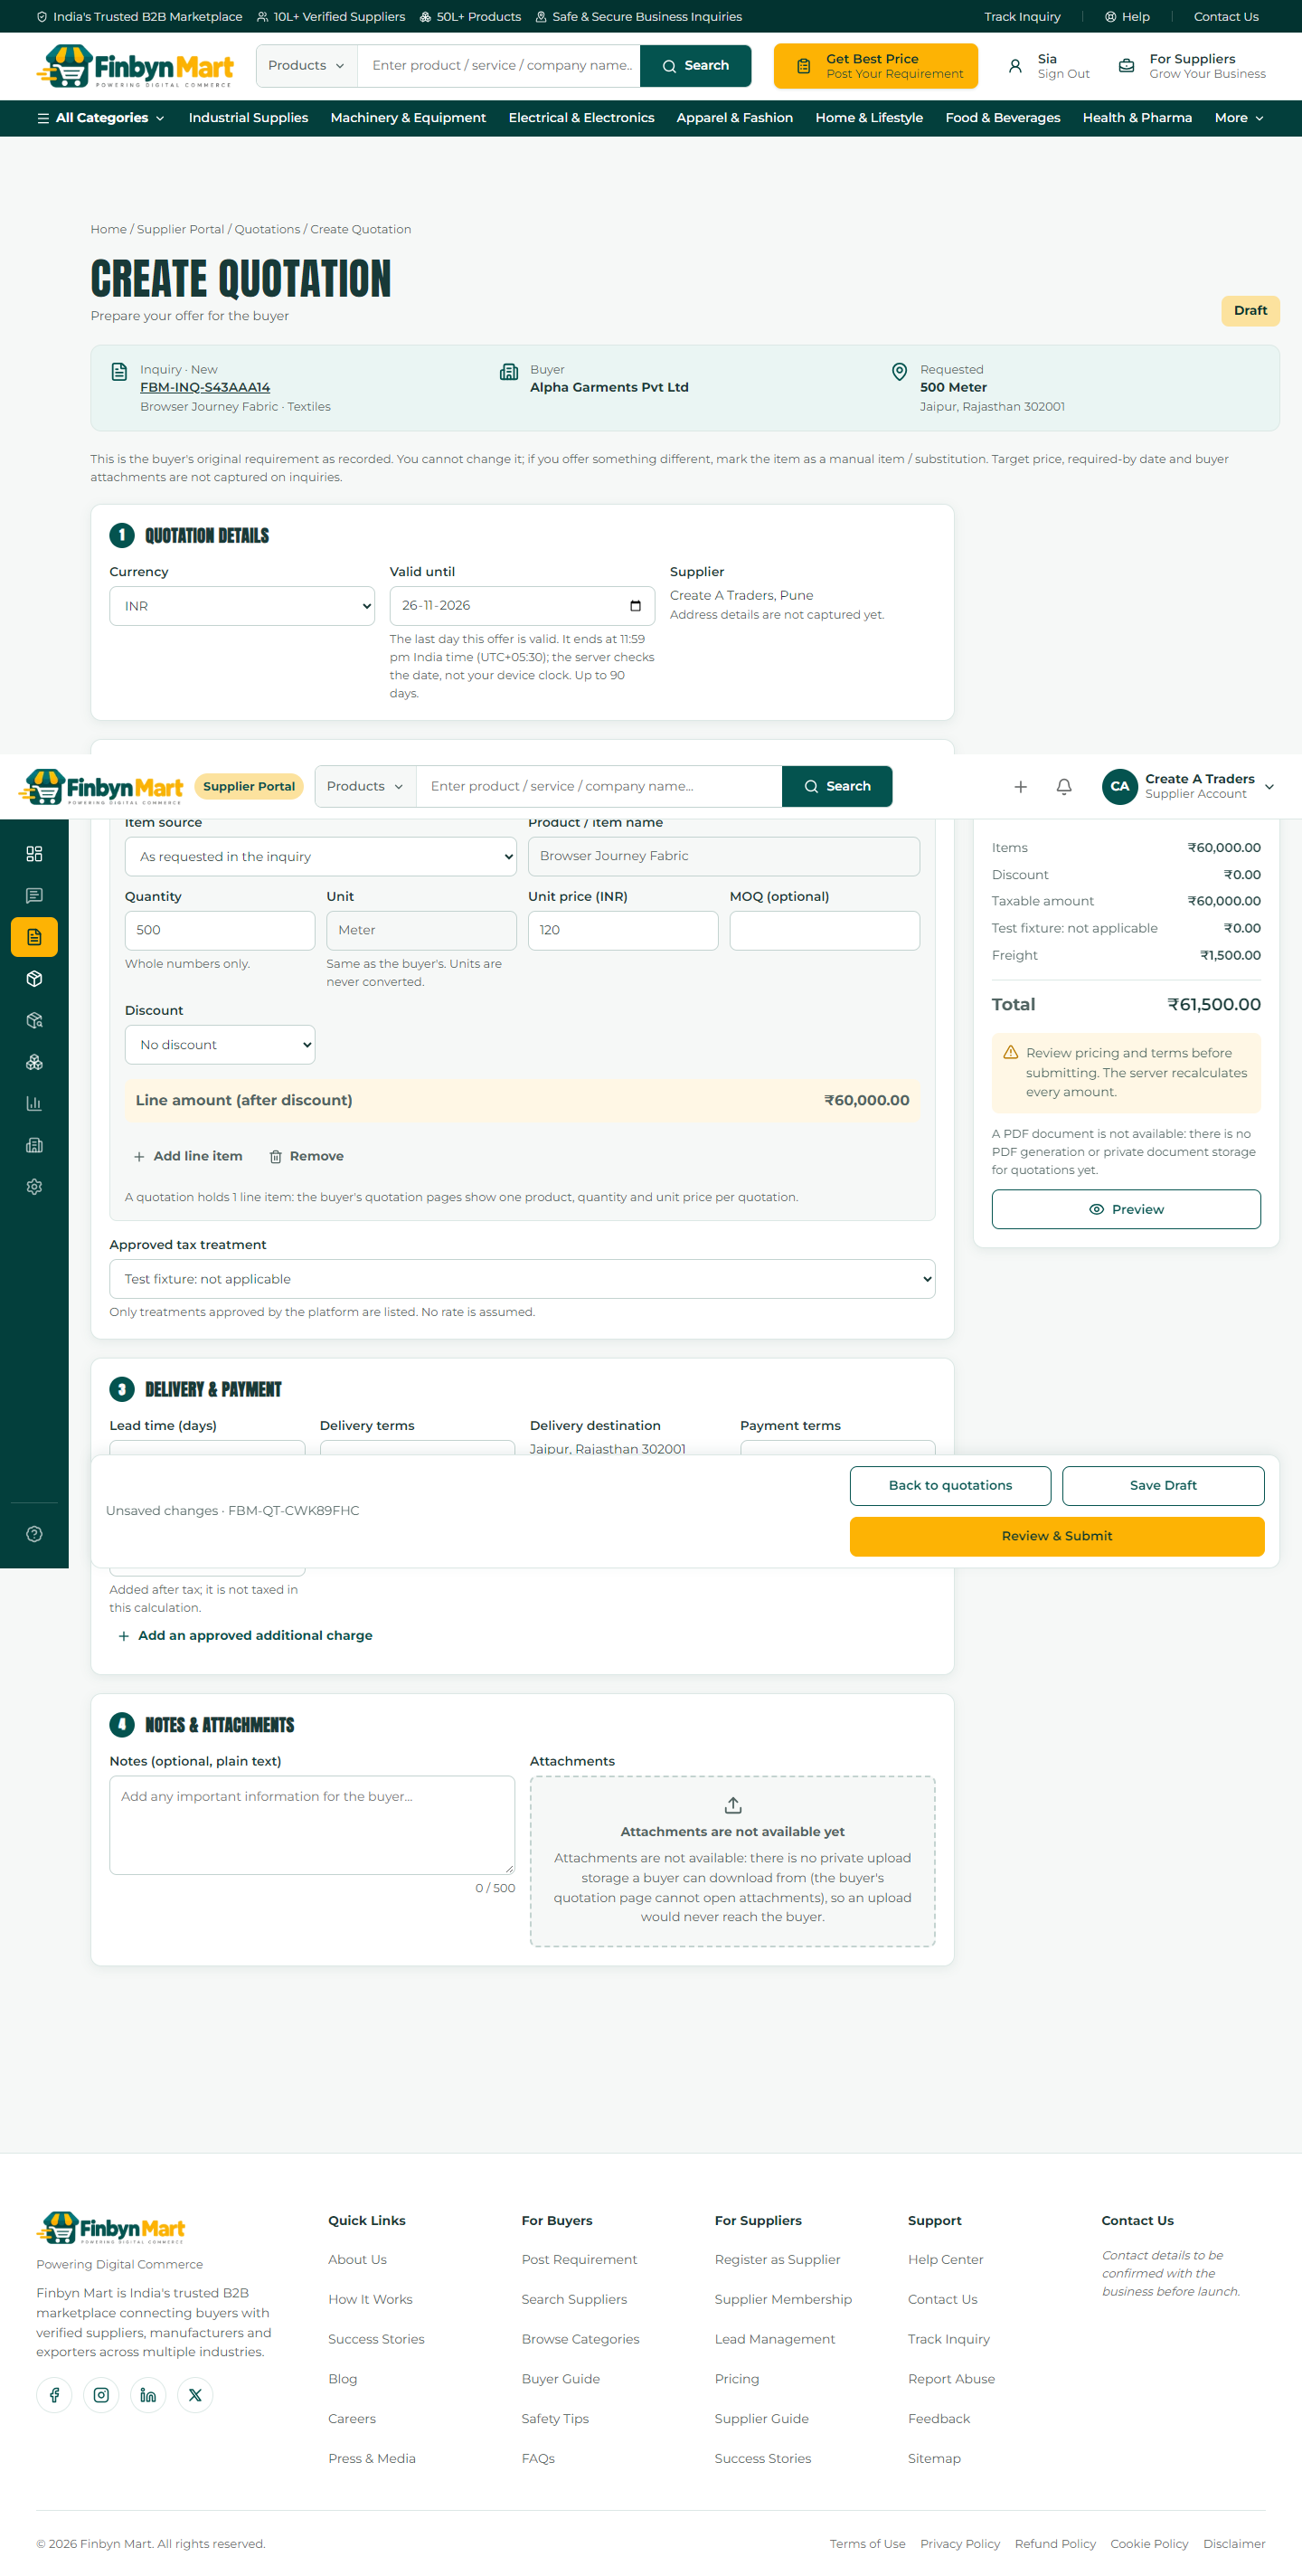 India's Trusted B2B Marketplace 10L+ Verified Suppliers 50L+ Products Safe & Secure Business Inquiries Track Inquiry Help Contact Us
FinbynMart
POWERING DIGITAL COMMERCE
Products Enter product / service / company name.. Search
Get Best Price
Post Your Requirement
Sia
Sign Out
For Suppliers
Grow Your Business
All Categories Industrial Supplies Machinery & Equipment Electrical & Electronics Apparel & Fashion Home & Lifestyle Food & Beverages Health & Pharma More
Home / Supplier Portal / Quotations / Create Quotation
CREATE QUOTATION
Prepare your offer for the buyer
Draft
Inquiry · New
FBM-INQ-S43AAA14
Browser Journey Fabric · Textiles
Buyer
Alpha Garments Pvt Ltd
Requested
500 Meter
Jaipur, Rajasthan 302001
This is the buyer's original requirement as recorded. You cannot change it; if you offer something different, mark the item as a manual item / substitution. Target price, required-by date and buyer
attachments are not captured on inquiries.
1 QUOTATION DETAILS
Currency
INR
Valid until
26-11-2026
The last day this offer is valid. It ends at 11:59
pm India time (UTC+05:30); the server checks
the date, not your device clock. Up to 90
days.
Supplier
Create A Traders, Pune
Address details are not captured yet.
FinbynMart
POWERING DIGITAL COMMERCE
Supplier Portal
Products Enter product / service / company name... Search
CA
Create A Traders
Supplier Account
Item source
As requested in the inquiry
Product / item name
Browser Journey Fabric
Quantity
500
Whole numbers only.
Unit
Meter
Same as the buyer's. Units are
never converted.
Unit price (INR)
120
MOQ (optional)
Discount
No discount
Line amount (after discount) ₹60,000.00
Add line item Remove
A quotation holds 1 line item: the buyer's quotation pages show one product, quantity and unit price per quotation.
Approved tax treatment
Test fixture: not applicable
Only treatments approved by the platform are listed. No rate is assumed.
Items ₹60,000.00
Discount ₹0.00
Taxable amount ₹60,000.00
Test fixture: not applicable ₹0.00
Freight ₹1,500.00
Total ₹61,500.00
Review pricing and terms before
submitting. The server recalculates
every amount.
A PDF document is not available: there is no
PDF generation or private document storage
for quotations yet.
Preview
3 DELIVERY & PAYMENT
Lead time (days) Delivery terms Delivery destination Payment terms
Jaipur, Rajasthan 302001
Unsaved changes · FBM-QT-CWK89FHC
Back to quotations Save Draft
Review & Submit
Added after tax; it is not taxed in
this calculation.
Add an approved additional charge
4 NOTES & ATTACHMENTS
Notes (optional, plain text)
Add any important information for the buyer...
0 / 500
Attachments
Attachments are not available yet
Attachments are not available: there is no private upload
storage a buyer can download from (the buyer's
quotation page cannot open attachments), so an upload
would never reach the buyer.
FinbynMart
POWERING DIGITAL COMMERCE
Powering Digital Commerce
Finbyn Mart is India's trusted B2B
marketplace connecting buyers with
verified suppliers, manufacturers and
exporters across multiple industries.
Quick Links
About Us
How It Works
Success Stories
Blog
Careers
Press & Media
For Buyers
Post Requirement
Search Suppliers
Browse Categories
Buyer Guide
Safety Tips
FAQs
For Suppliers
Register as Supplier
Supplier Membership
Lead Management
Pricing
Supplier Guide
Success Stories
Support
Help Center
Contact Us
Track Inquiry
Report Abuse
Feedback
Sitemap
Contact Us
Contact details to be
confirmed with the
business before launch.
© 2026 Finbyn Mart. All rights reserved.
Terms of Use Privacy Policy Refund Policy Cookie Policy Disclaimer